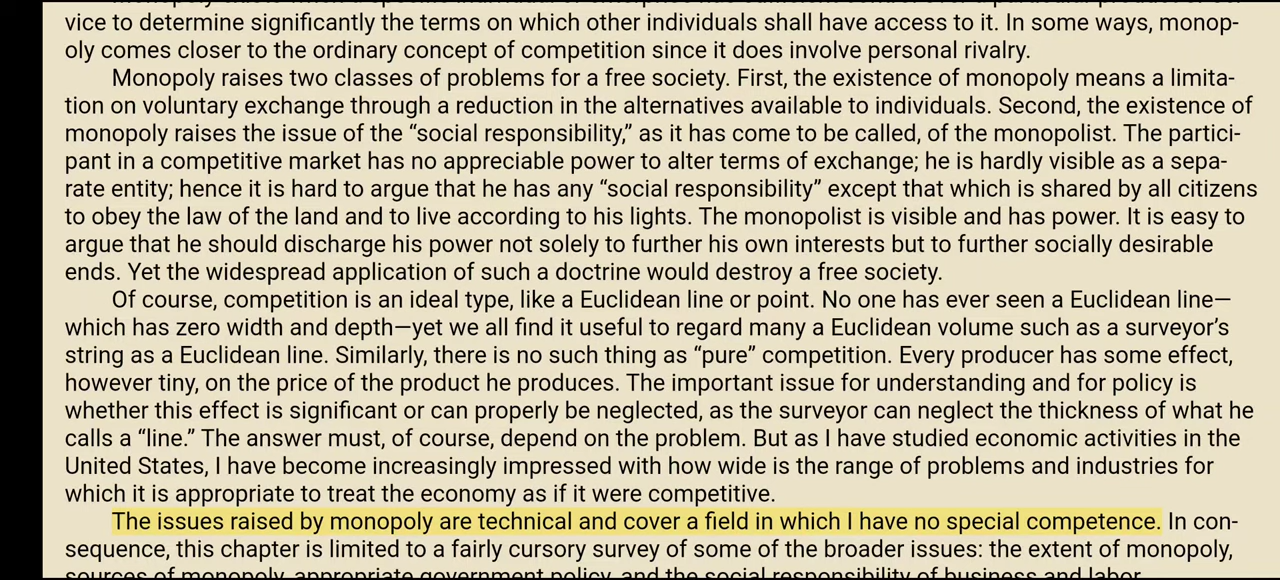 vice to determine significantly the terms on which other individuals shall have access to it. In some ways, monop-
oly comes closer to the ordinary concept of competition since it does involve personal rivalry.
Monopoly raises two classes of problems for a free society. First, the existence of monopoly means a limita-
tion on voluntary exchange through a reduction in the alternatives available to individuals. Second, the existence of
monopoly raises the issue of the “social responsibility,” as it has come to be called, of the monopolist. The partici-
pant in a competitive market has no appreciable power to alter terms of exchange; he is hardly visible as a sepa-
rate entity; hence it is hard to argue that he has any “social responsibility” except that which is shared by all citizens
to obey the law of the land and to live according to his lights. The monopolist is visible and has power. It is easy to
argue that he should discharge his power not solely to further his own interests but to further socially desirable
ends. Yet the widespread application of such a doctrine would destroy a free society.
Of course, competition is an ideal type, like a Euclidean line or point. No one has ever seen a Euclidean line—
which has zero width and depth—yet we all find it useful to regard many a Euclidean volume such as a surveyor’s
string as a Euclidean line. Similarly, there is no such thing as “pure” competition. Every producer has some effect,
however tiny, on the price of the product he produces. The important issue for understanding and for policy is
whether this effect is significant or can properly be neglected, as the surveyor can neglect the thickness of what he
calls a “line.” The answer must, of course, depend on the problem. But as I have studied economic activities in the
United States, I have become increasingly impressed with how wide is the range of problems and industries for
which it is appropriate to treat the economy as if it were competitive.
The issues raised by monopoly are technical and cover a field in which I have no special competence. In con-
sequence, this chapter is limited to a fairly cursory survey of some of the broader issues: the extent of monopoly,
sources of monopoly, appropriate government policy, and the social responsibility of business and labor.